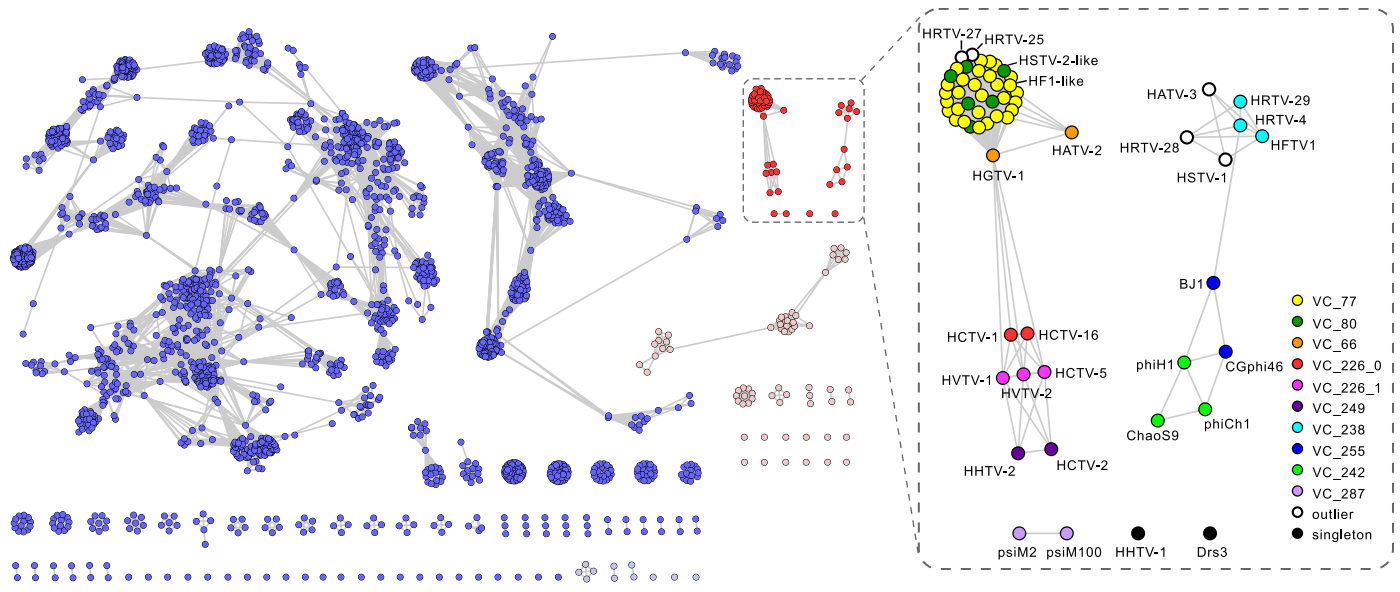 HRTV-27
HRTV-25
HSTV-2-like
HF1-like
HATV-2
HGTV-1
HATV-3
HRTV-29
HRTV-4
HRTV-28
HFTV1
HSTV-1
BJ1
phiH1
CGphi46
ChaoS9
phiCh1
HCTV-1
HCTV-16
HVTV-1
HVTV-2
HCTV-5
HHTV-2
HCTV-2
psiM2
psiM100
HHTV-1
Drs3
VC_77
VC_80
VC_66
VC_226_0
VC_226_1
VC_249
VC_238
VC_255
VC_242
VC_287
outlier
singleton